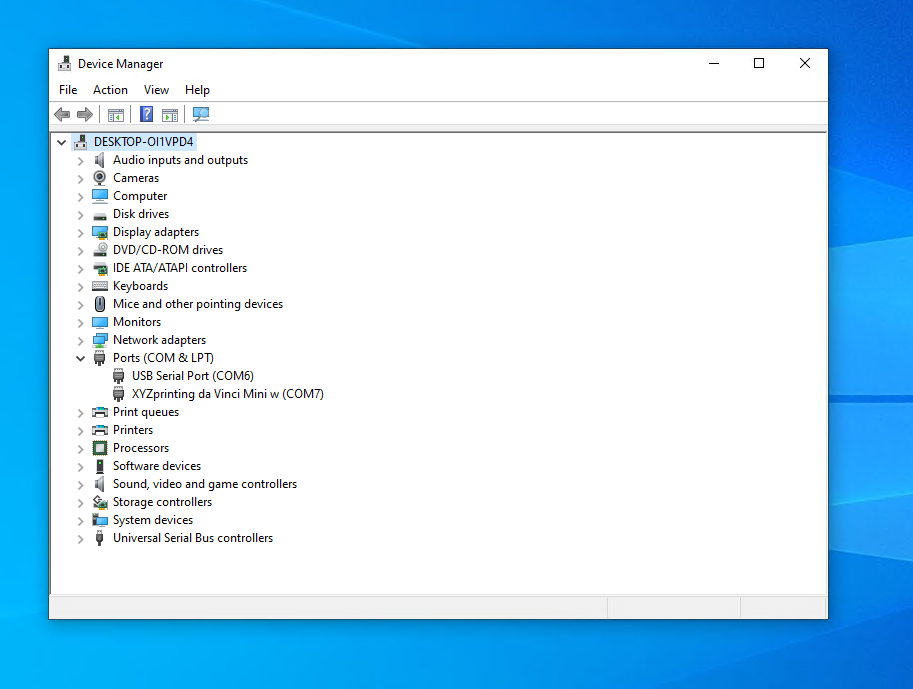 Device Manager
File Action View Help
DESKTOP-OI1VPD4
Audio inputs and outputs
Cameras
Computer
Disk drives
Display adapters
DVD/CD-ROM drives
IDE ATA/ATAPI controllers
Keyboards
Mice and other pointing devices
Monitors
Network adapters
Ports (COM & LPT)
USB Serial Port (COM6)
XYZprinting da Vinci Mini w (COM7)
Print queues
Printers
Processors
Software devices
Sound, video and game controllers
Storage controllers
System devices
Universal Serial Bus controllers